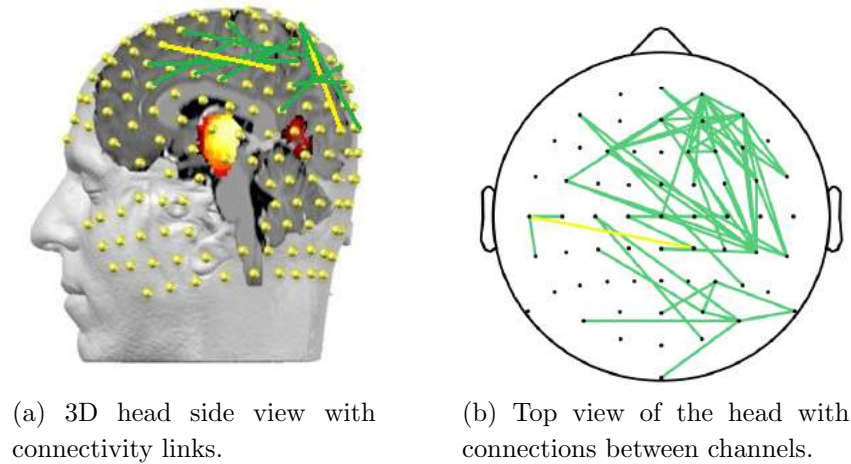 (a) 3D head side view with
connectivity links.
(b) Top view of the head with
connections between channels.